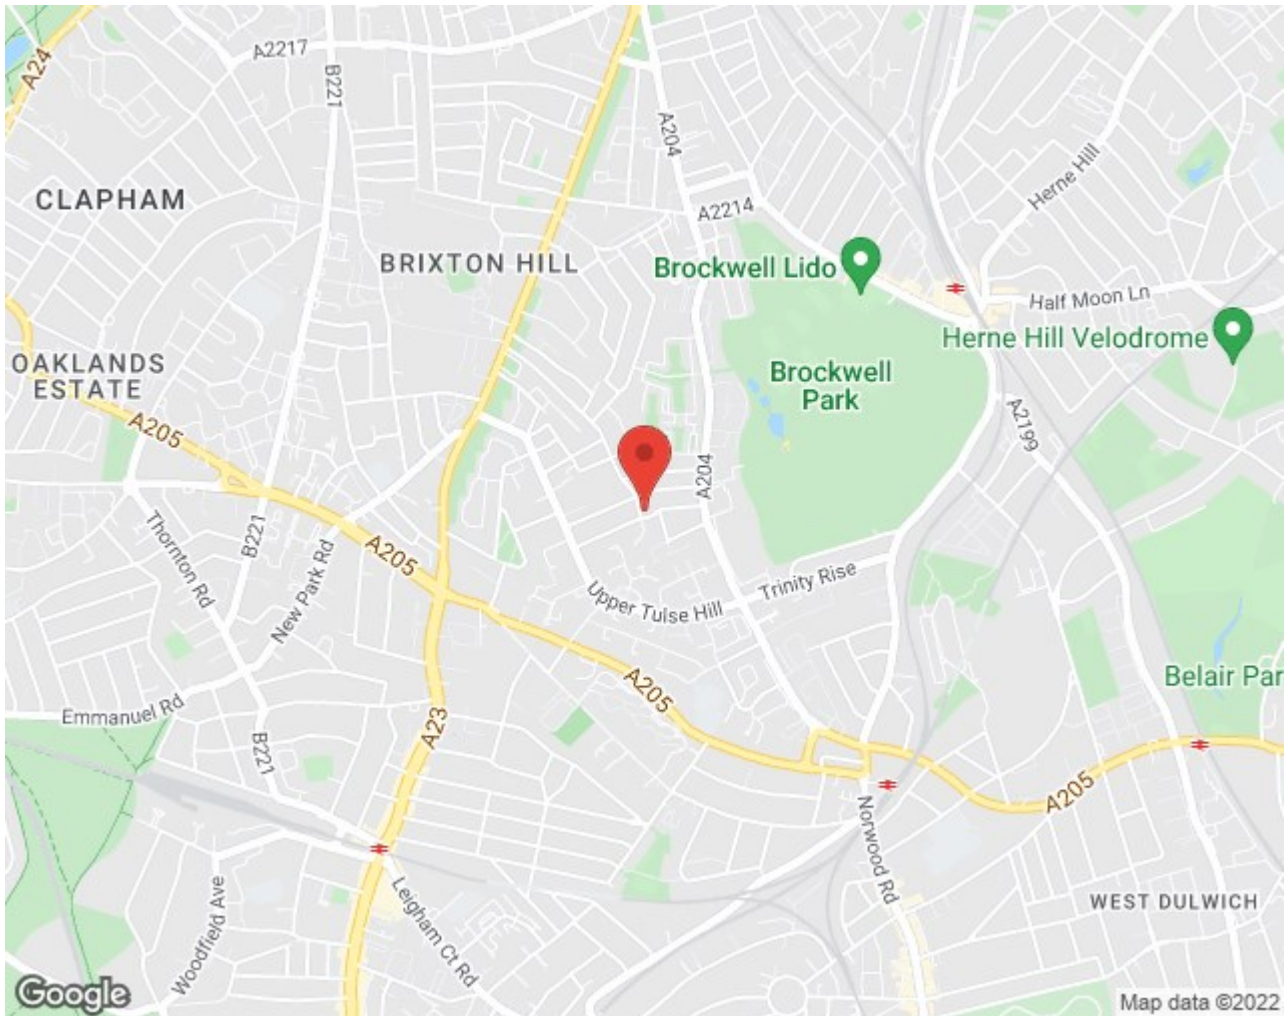 A24
A2217
B221
A204
CLAPHAM
A2214
Herne Hill
BRIXTON HILL
Brockwell Lido
Half Moon Ln
Herne Hill Velodrome
OAKLANDS
ESTATE
Brockwell
Park
A205
A2199
A204
Thornton Rd
B221
New Park Rd
A205
Upper Tulse Hill
Trinity Rise
A205
Belair Par
Emmanuel Rd
A23
B221
A205
Norwood Rd
Woodfield Ave
Leigham Ct Rd
WEST DULWICH
Google
Map data ©2022